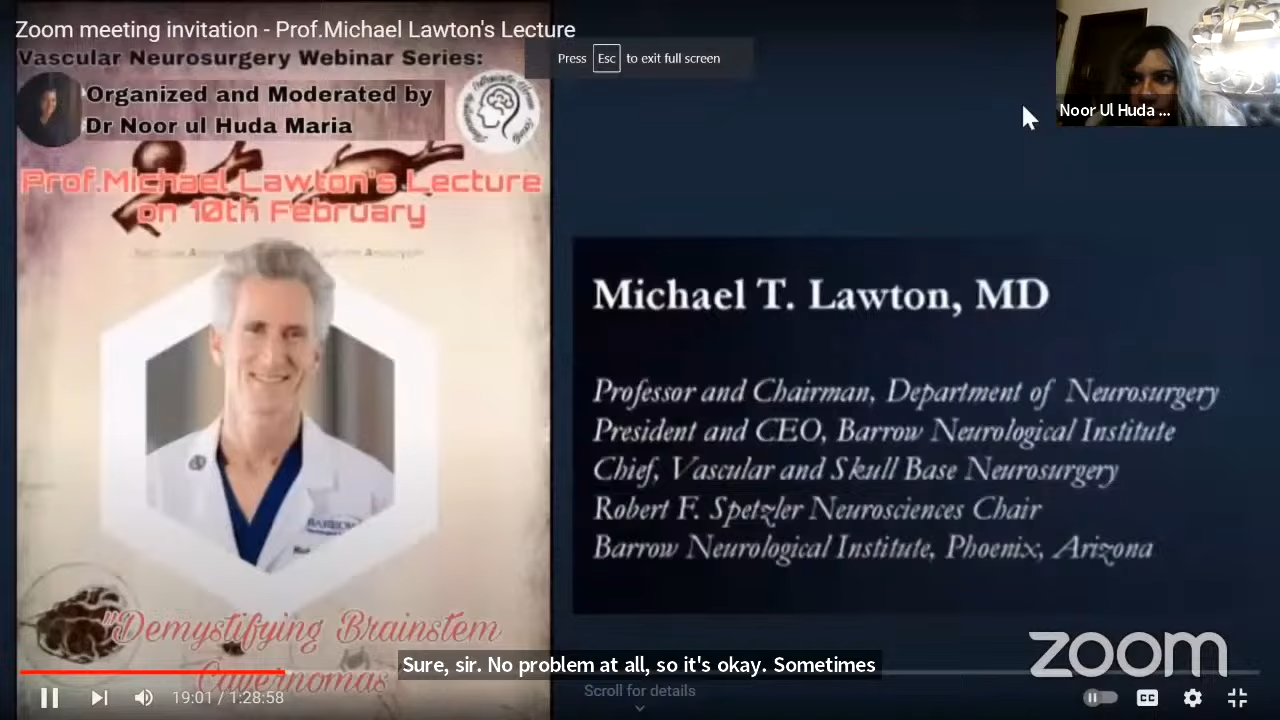 Zoom meeting invitation - Prof.Michael Lawton's Lecture
Vascular Neurosurgery Webinar Series:
Organized and Moderated by
Dr Noor ul Huda Maria
Prof.Michael Lawton's Lecture
on 10th February
"Demystifying Brainstem
Cavernomas
Press Esc to exit full screen
Noor Ul Huda ...
Michael T. Lawton, MD
Professor and Chairman, Department of Neurosurgery
President and CEO, Barrow Neurological Institute
Chief, Vascular and Skull Base Neurosurgery
Robert F. Spetzler Neurosciences Chair
Barrow Neurological Institute, Phoenix, Arizona
zoom
Sure, sir. No problem at all, so it's okay. Sometimes
19:01 / 1:28:58
Scroll for details
CC